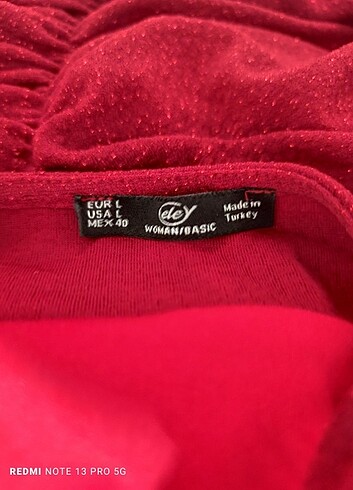 EUR L
USA L
MEX 40
eley
WOMAN/BASIC
Made in
Turkey
REDMI NOTE 13 PRO 5G